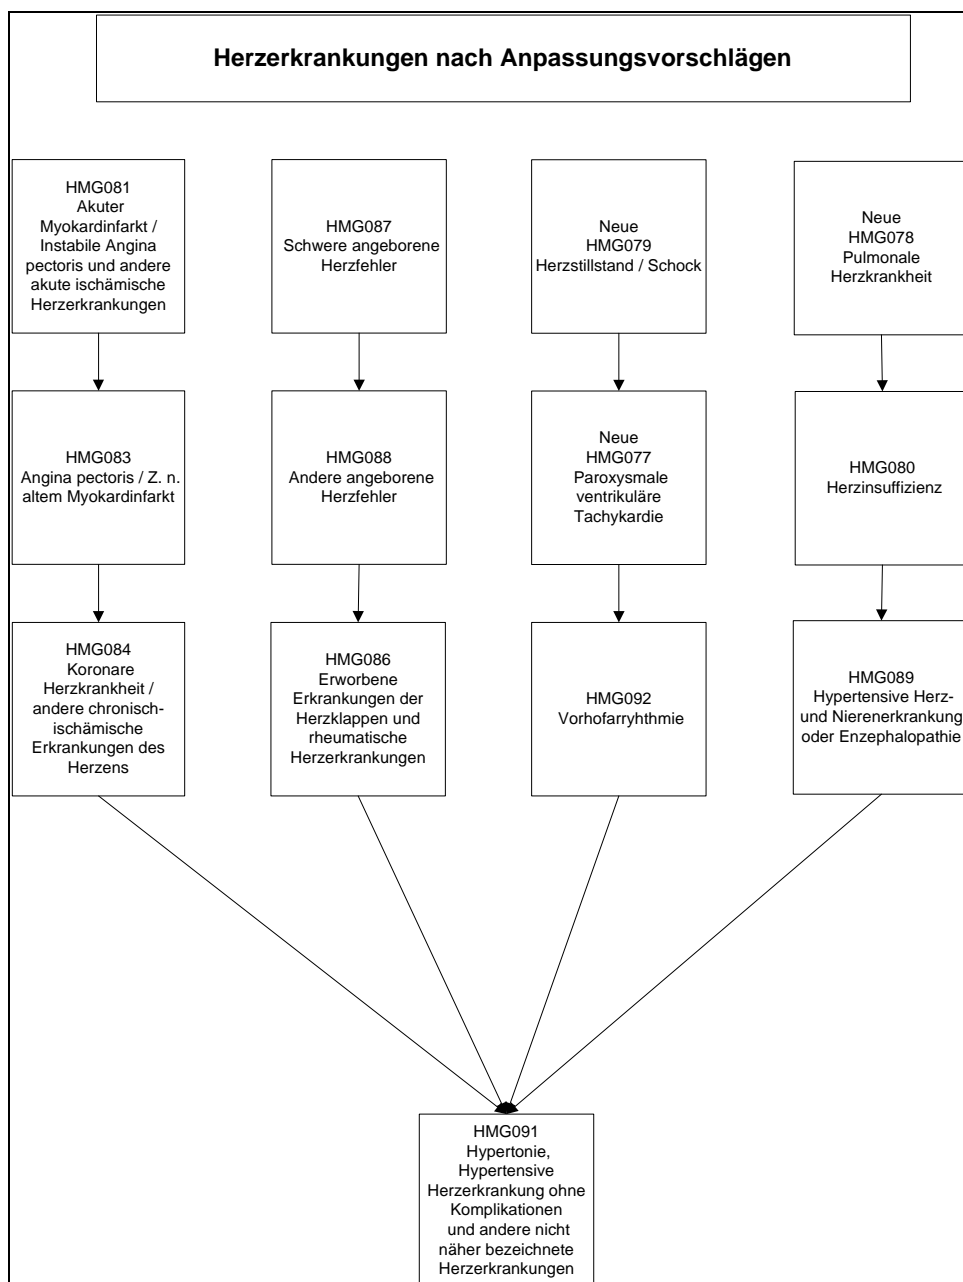 Herzerkrankungen nach Anpassungsvorschlägen
HMG081
Akuter
Myokardinfarkt /
Instabile Angina
pectoris und andere
akute ischämische
Herzerkrankungen
HMG087
Schwere angeborene
Herzfehler
Neue
HMG079
Herzstillstand / Schock
Neue
HMG078
Pulmonale
Herzkrankheit
HMG083
Angina pectoris / Z. n.
altem Myokardinfarkt
HMG088
Andere angeborene
Herzfehler
Neue
HMG077
Paroxysmale
ventrikuläre
Tachykardie
HMG080
Herzinsuffizienz
HMG084
Koronare
Herzkrankheit /
andere chronisch-
ischämische
Erkrankungen des
Herzens
HMG086
Erworbene
Erkrankungen der
Herzklappen und
rheumatische
Herzerkrankungen
HMG092
Vorhofarryhthmie
HMG089
Hypertensive Herz-
und Nierenerkrankung
oder Enzephalopathie
HMG091
Hypertonie,
Hypertensive
Herzerkrankung ohne
Komplikationen
und andere nicht
näher bezeichnete
Herzerkrankungen